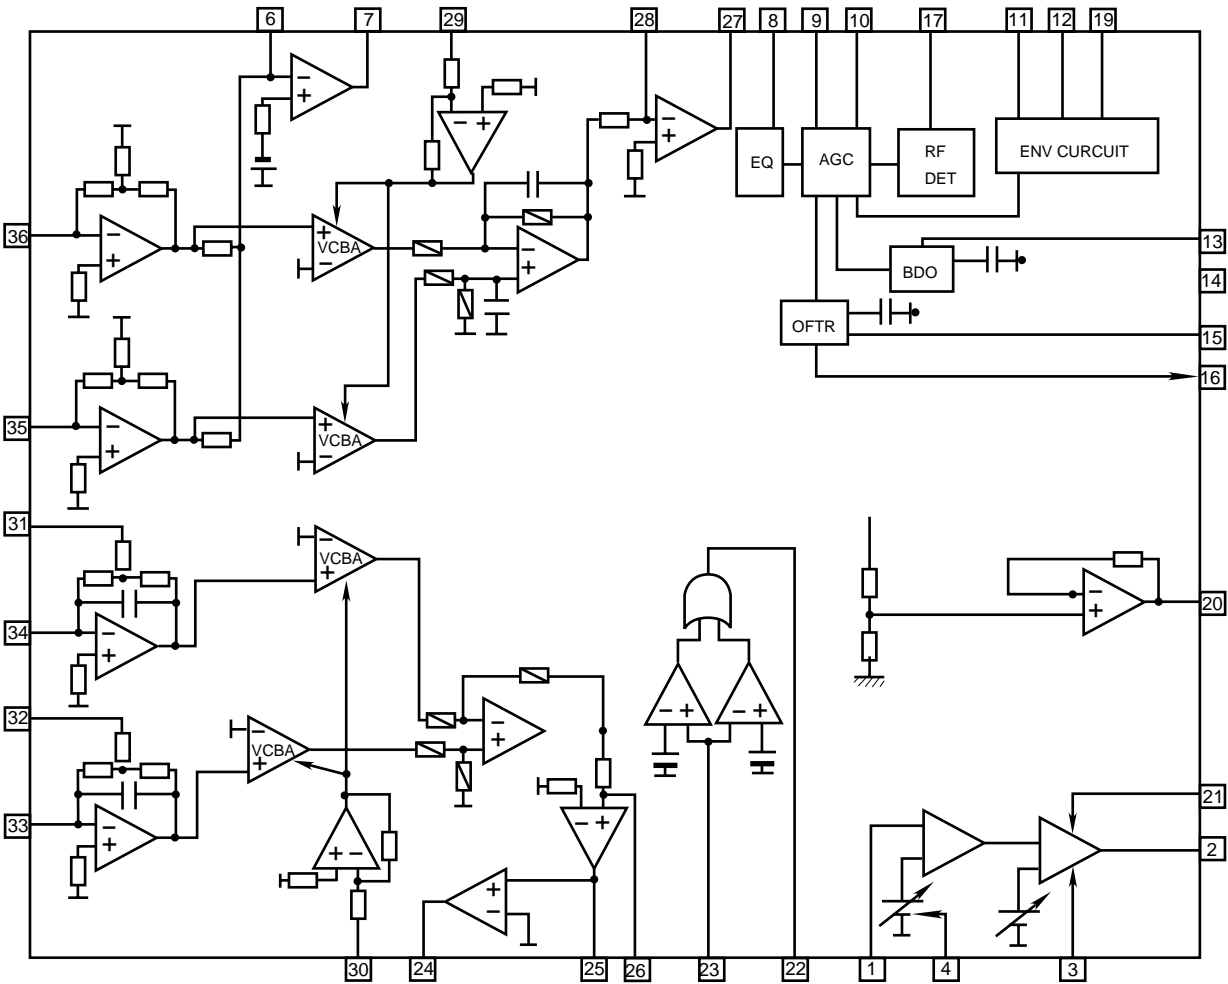 6 7 29 28 27 8 9 10 17 11 12 19
EQ AGC RF DET ENV CURCUIT
36
− +
VCBA
BDO
13
14
OFTR
15
16
35
VCBA
31
VCBA
34
20
32
VCBA
33
21
2
30 24 25 26 23 22 1 4 3